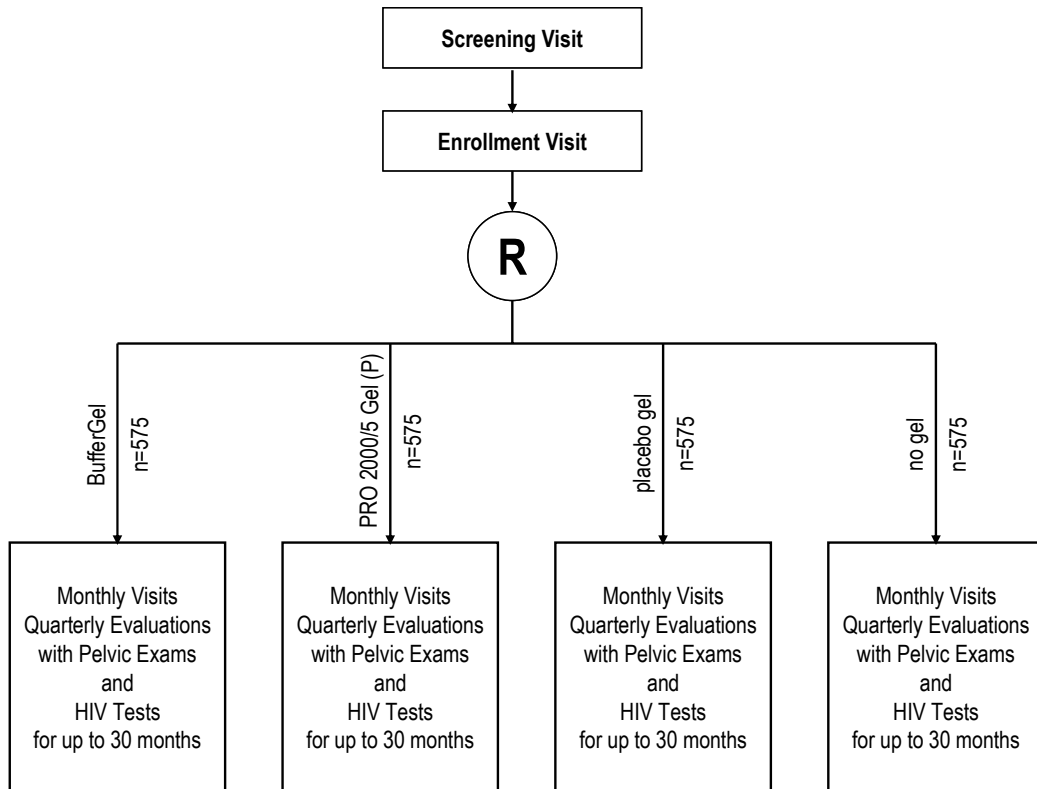 Screening Visit
Enrollment Visit
R
BufferGel
n=575
PRO 2000/5 Gel (P)
n=575
placebo gel
n=575
no gel
n=575
Monthly Visits
Quarterly Evaluations
with Pelvic Exams
and
HIV Tests
for up to 30 months
Monthly Visits
Quarterly Evaluations
with Pelvic Exams
and
HIV Tests
for up to 30 months
Monthly Visits
Quarterly Evaluations
with Pelvic Exams
and
HIV Tests
for up to 30 months
Monthly Visits
Quarterly Evaluations
with Pelvic Exams
and
HIV Tests
for up to 30 months